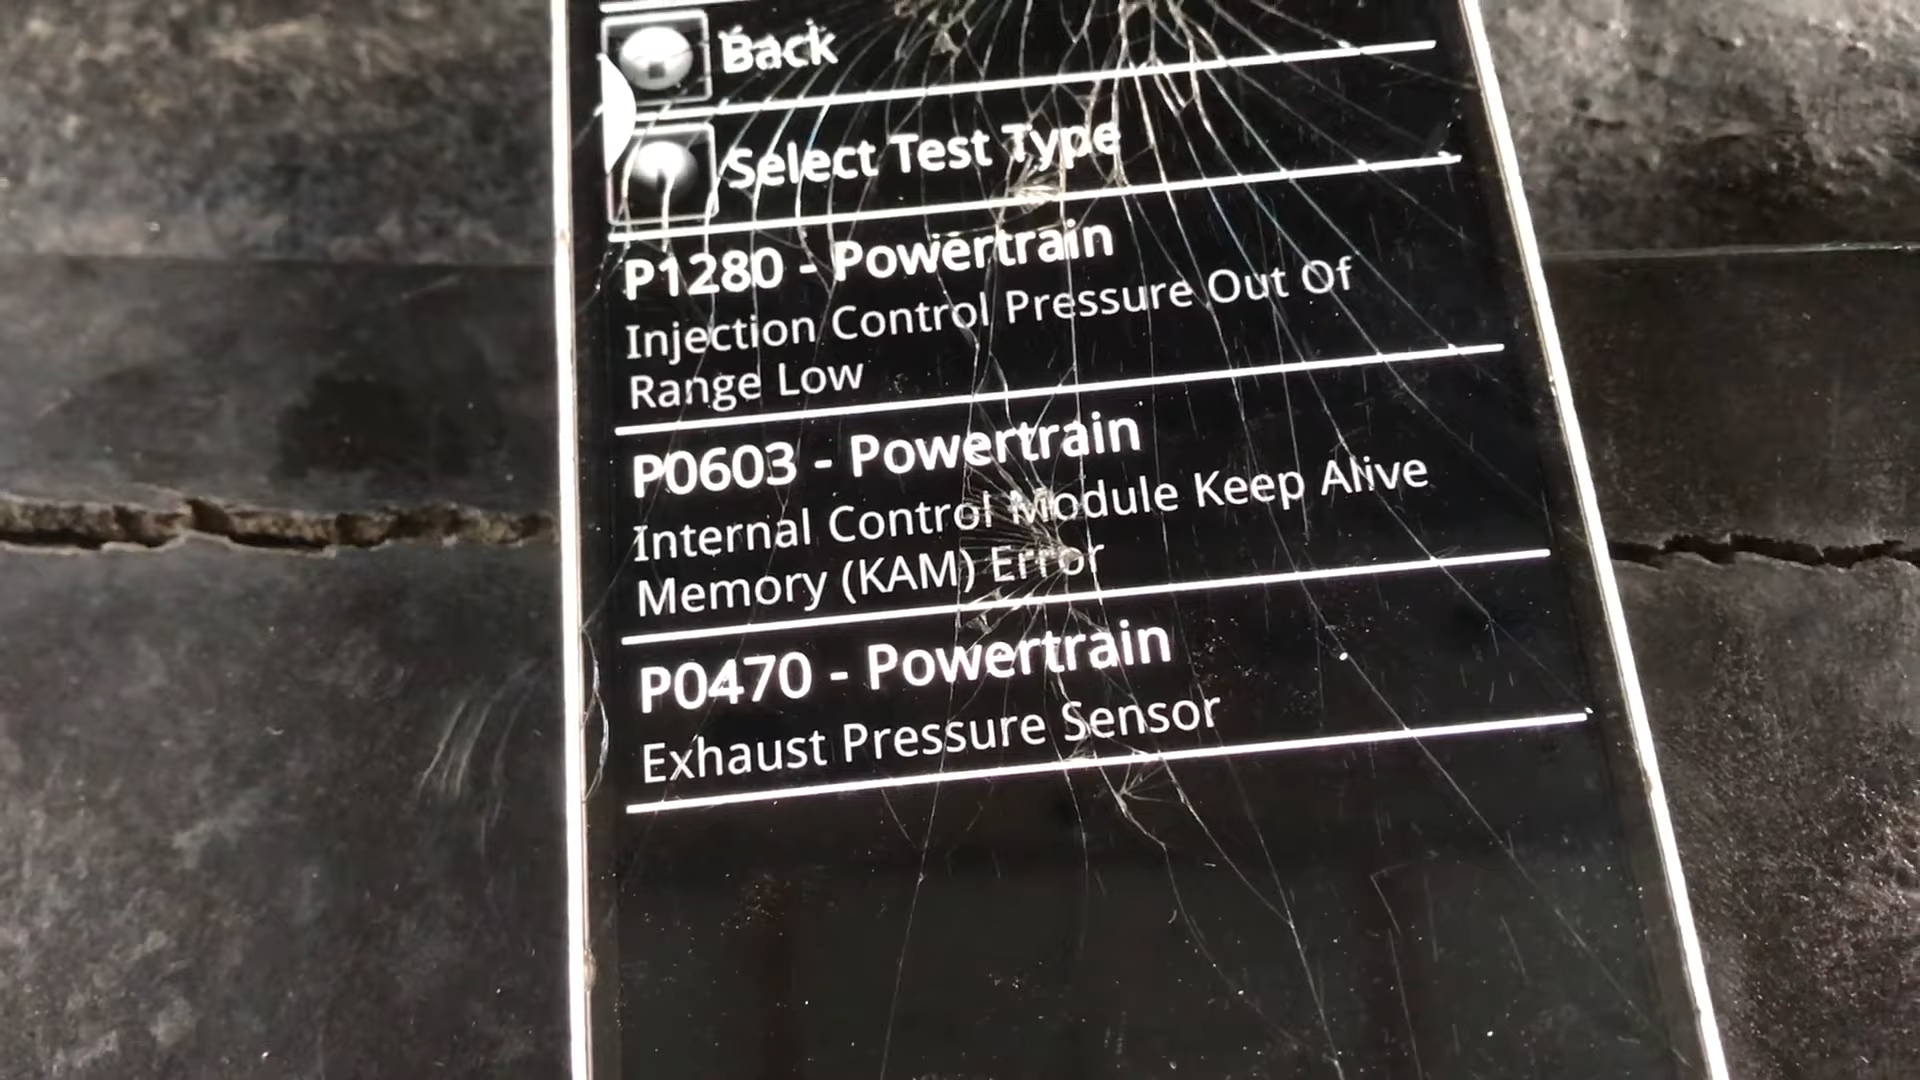 Back
Select Test Type
P1280 - Powertrain
Injection Control Pressure Out Of
Range Low
P0603 - Powertrain
Internal Control Module Keep Alive
Memory (KAM) Error
P0470 - Powertrain
Exhaust Pressure Sensor